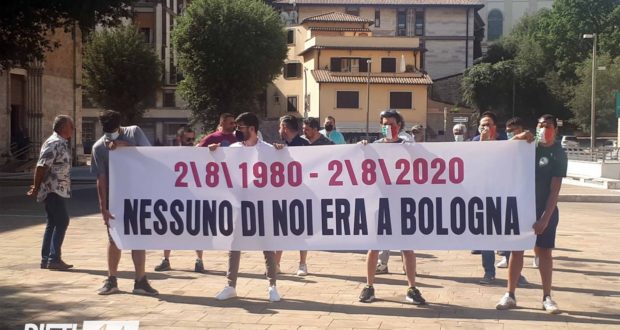 2\8\1980 - 2\8\2020
NESSUNO DI NOI ERA A BOLOGNA